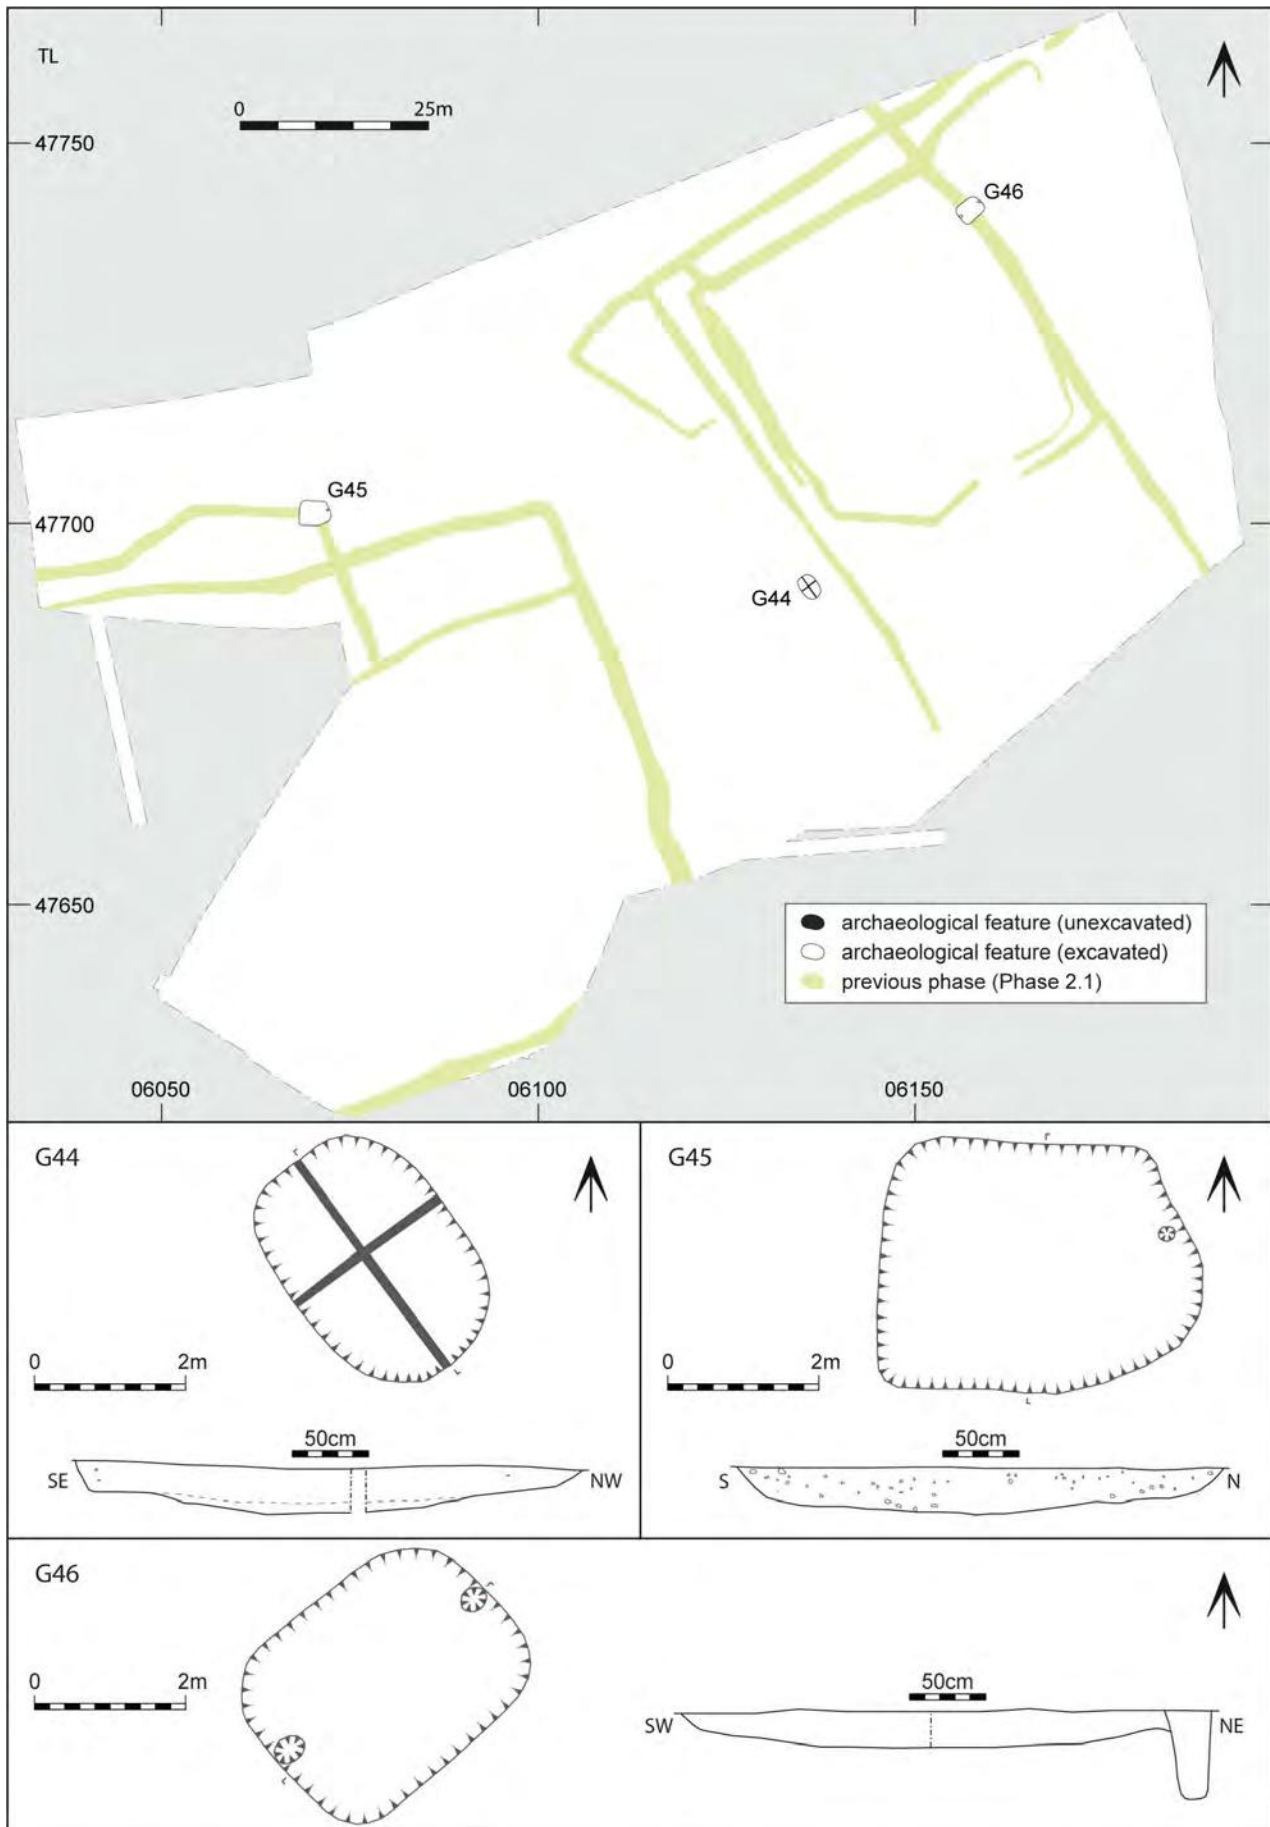 TL
0 25m
47750
G46
G45
47700
G44
47650
archaeological feature (unexcavated)
archaeological feature (excavated)
previous phase (Phase 2.1)
06050 06100 06150
G44
0 2m
50cm
SE NW
G45
0 2m
50cm
S N
G46
0 2m
50cm
SW NE